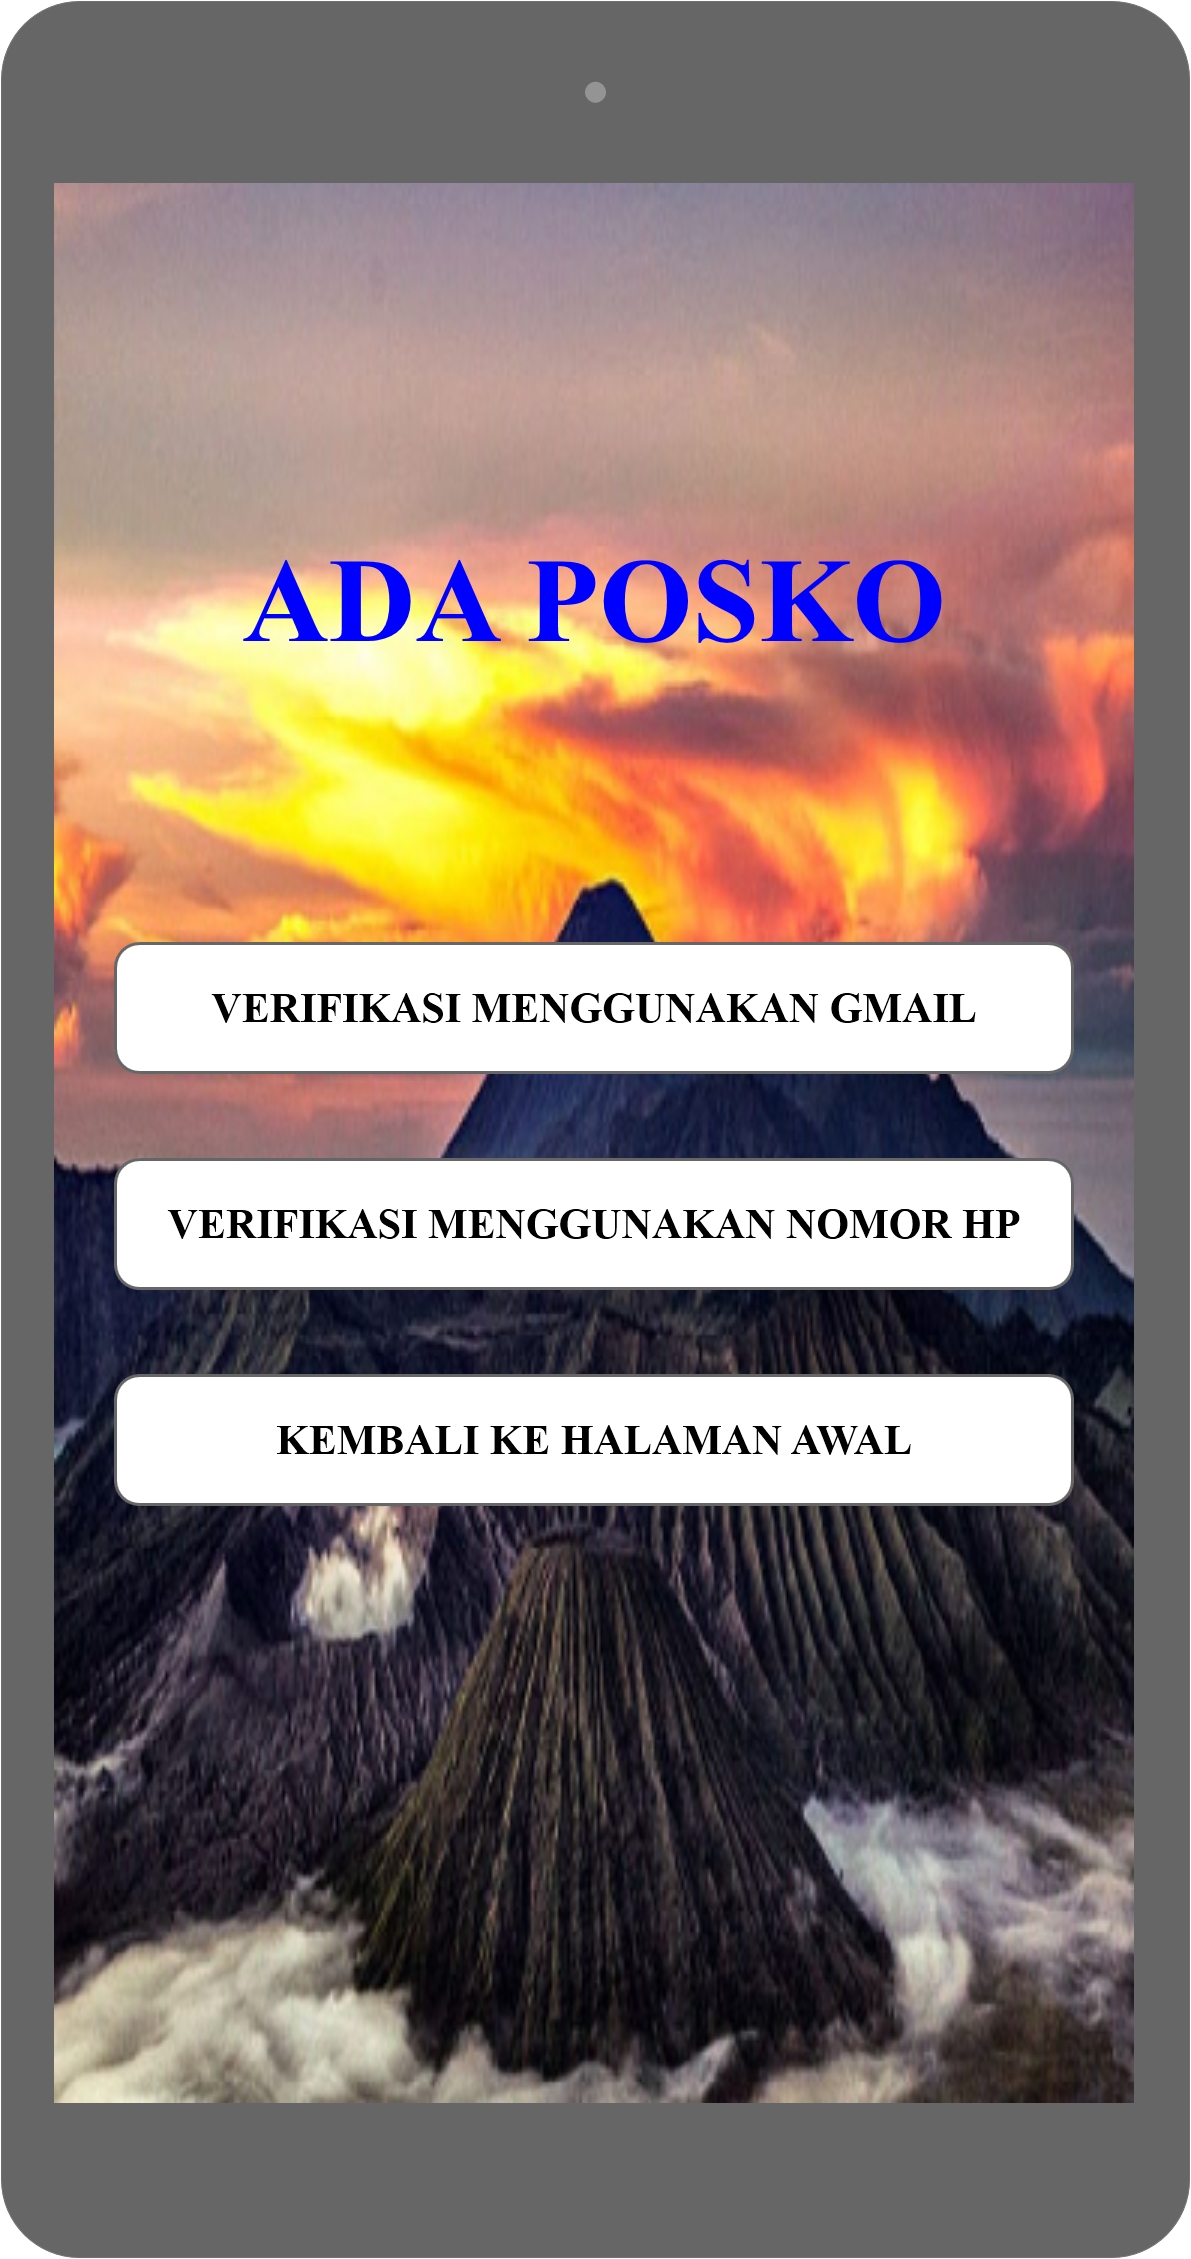 ADA POSKO
VERIFIKASI MENGGUNAKAN GMAIL
VERIFIKASI MENGGUNAKAN NOMOR HP
KEMBALI KE HALAMAN AWAL